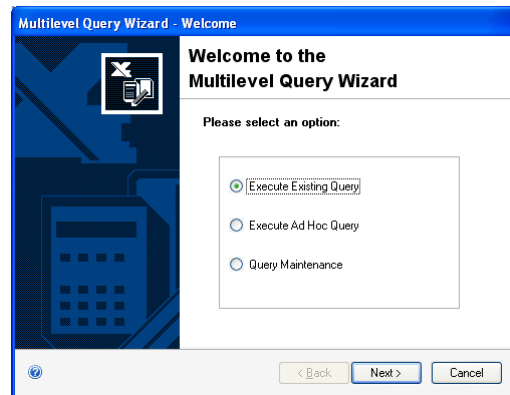 Multilevel Query Wizard - Welcome
Welcome to the
Multilevel Query Wizard
Please select an option:
Execute Existing Query
Execute Ad Hoc Query
Query Maintenance
? < Back Next > Cancel